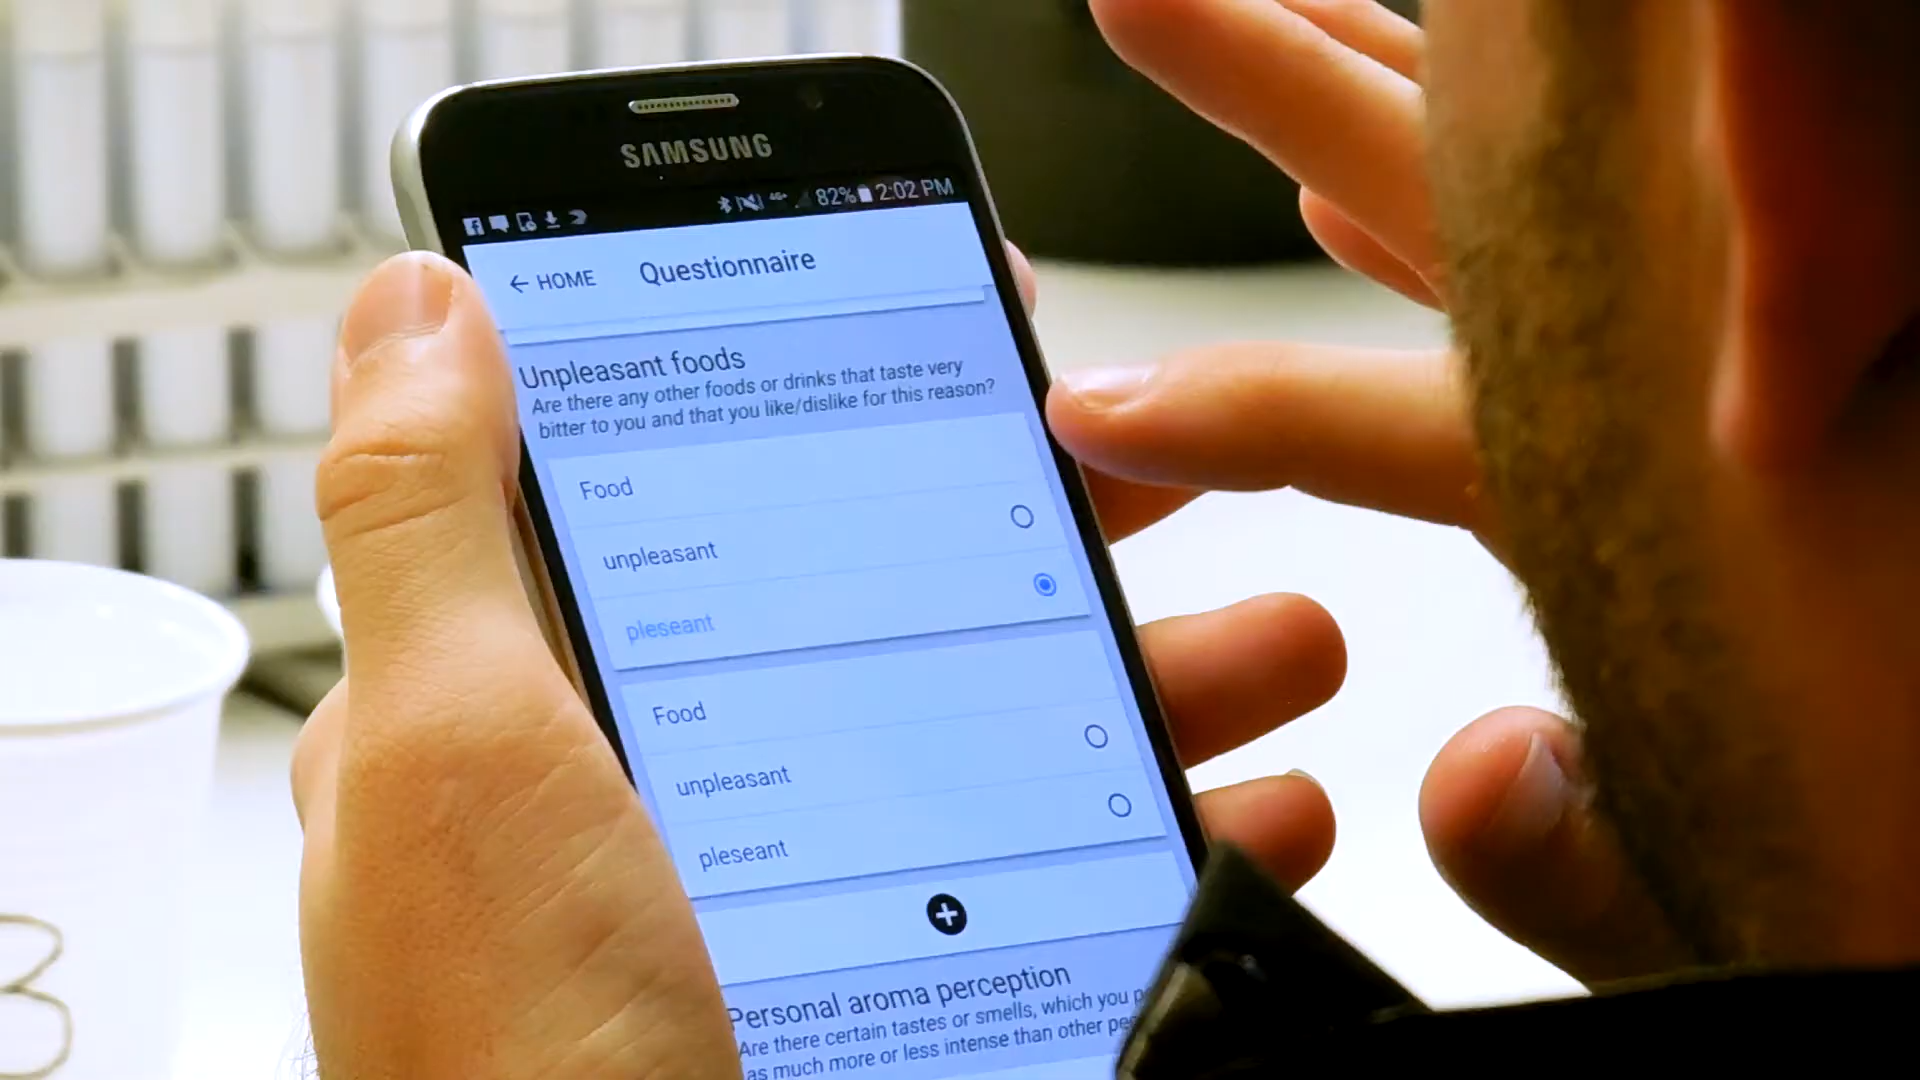 SAMSUNG
82% 2:02 PM
← HOME Questionnaire
Unpleasant foods
Are there any other foods or drinks that taste very
bitter to you and that you like/dislike for this reason?
Food
unpleasant
pleseant
Food
unpleasant
pleseant
Personal aroma perception
Are there certain tastes or smells, which you
as much more or less intense than other